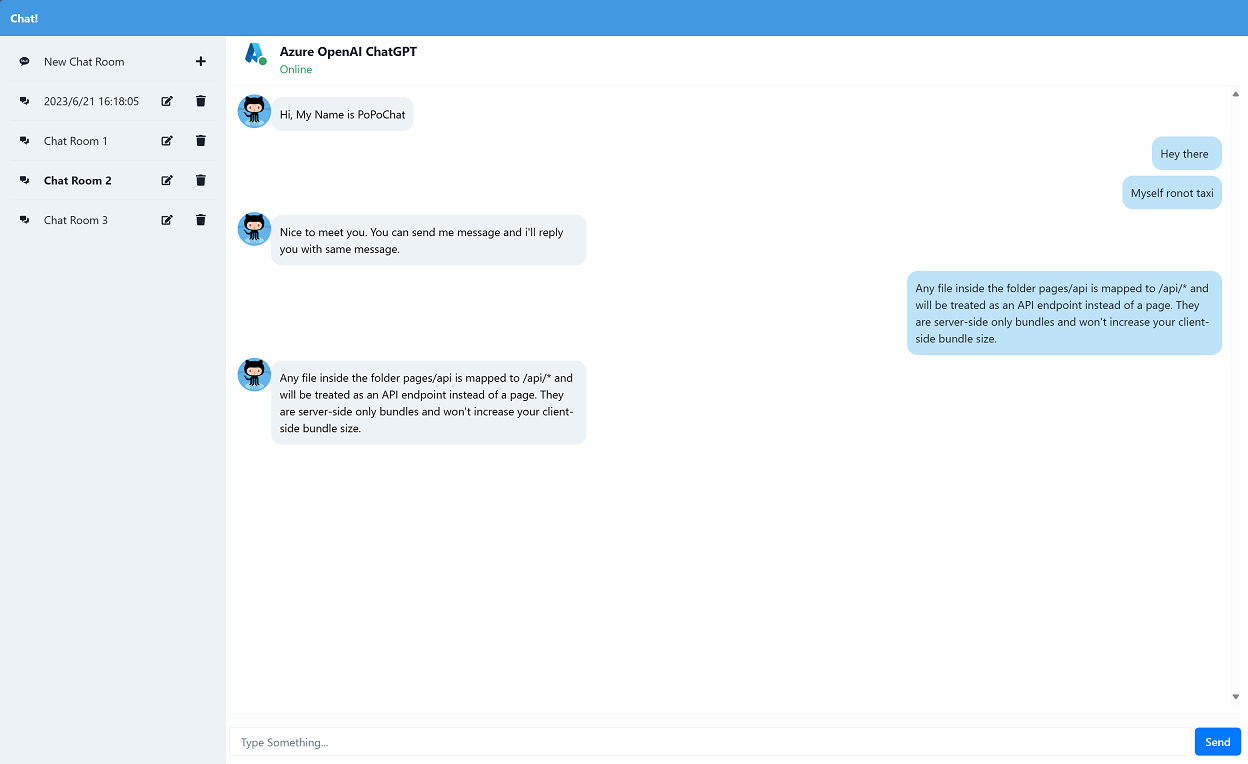 Chat!
New Chat Room
2023/6/21 16:18:05
Chat Room 1
Chat Room 2
Chat Room 3
Azure OpenAI ChatGPT
Online
Hi, My Name is PoPoChat
Hey there
Myself ronot taxi
Nice to meet you. You can send me message and i'll reply
you with same message.
Any file inside the folder pages/api is mapped to /api/* and
will be treated as an API endpoint instead of a page. They
are server-side only bundles and won't increase your client-
side bundle size.
Any file inside the folder pages/api is mapped to /api/* and
will be treated as an API endpoint instead of a page. They
are server-side only bundles and won't increase your client-
side bundle size.
Type Something...
Send